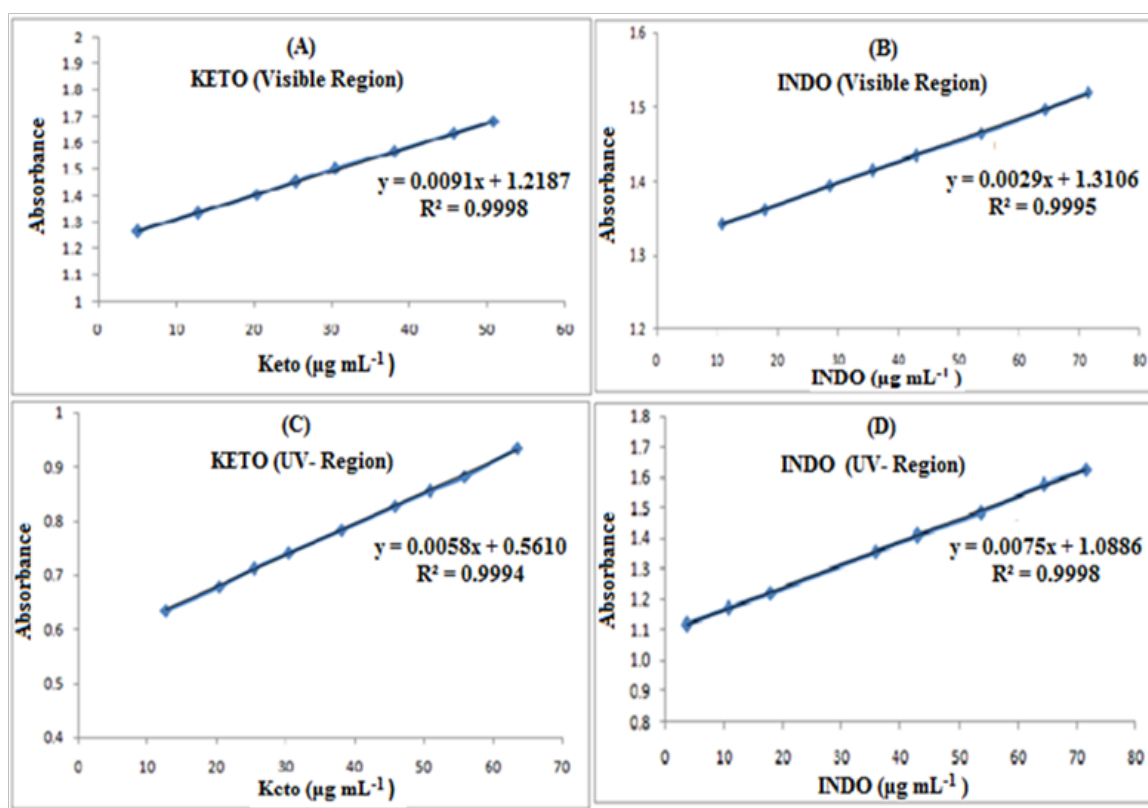 (A)
KETO (Visible Region)
Absorbance
2
1.9
1.8
1.7
1.6
1.5
1.4
1.3
1.2
1.1
1
y = 0.0091x + 1.2187
R² = 0.9998
0 10 20 30 40 50 60
Keto (µg mL⁻¹ )
(B)
INDO (Visible Region)
Absorbance
1.6
1.5
1.4
13
12
y = 0.0029x + 1.3106
R² = 0.9995
0 10 20 30 40 50 60 70 80
INDO (µg mL⁻¹ )
(C)
KETO (UV- Region)
Absorbance
1
0.9
0.8
0.7
0.6
0.5
0.4
y = 0.0058x + 0.5610
R² = 0.9994
0 10 20 30 40 50 60 70
Kcto (µg mL⁻¹ )
(D)
INDO (UV- Region)
Absorbance
1.8
1.7
1.6
1.5
1.4
1.3
1.2
1.1
1.0
0.9
0.8
y = 0.0075x + 1.0886
R² = 0.9998
0 10 20 30 40 50 60 70 80
INDO (µg mL⁻¹ )